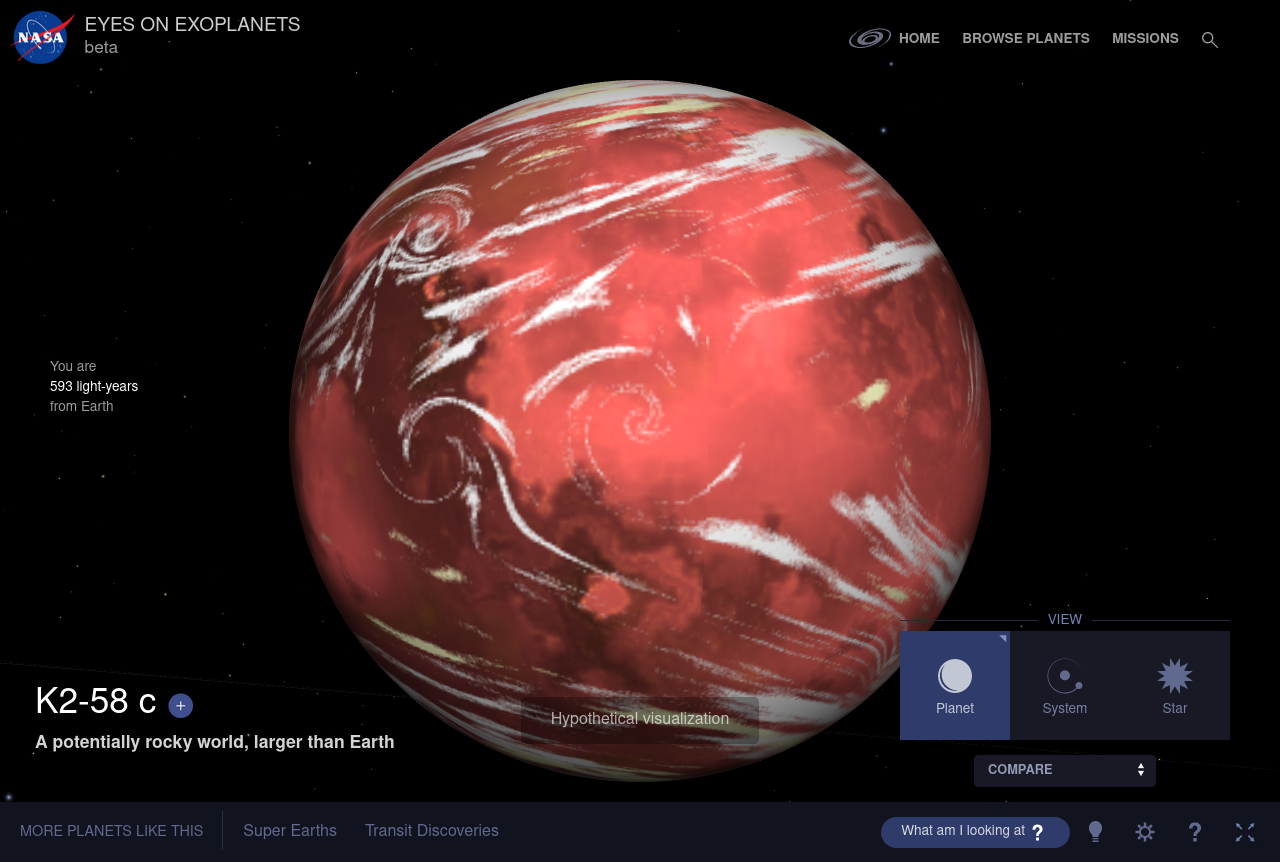 NASA
EYES ON EXOPLANETS
beta
HOME
BROWSE PLANETS
MISSIONS
You are
593 light-years
from Earth
VIEW
Planet
System
Star
K2-58 c +
A potentially rocky world, larger than Earth
Hypothetical visualization
COMPARE
MORE PLANETS LIKE THIS
Super Earths
Transit Discoveries
What am I looking at ?
?